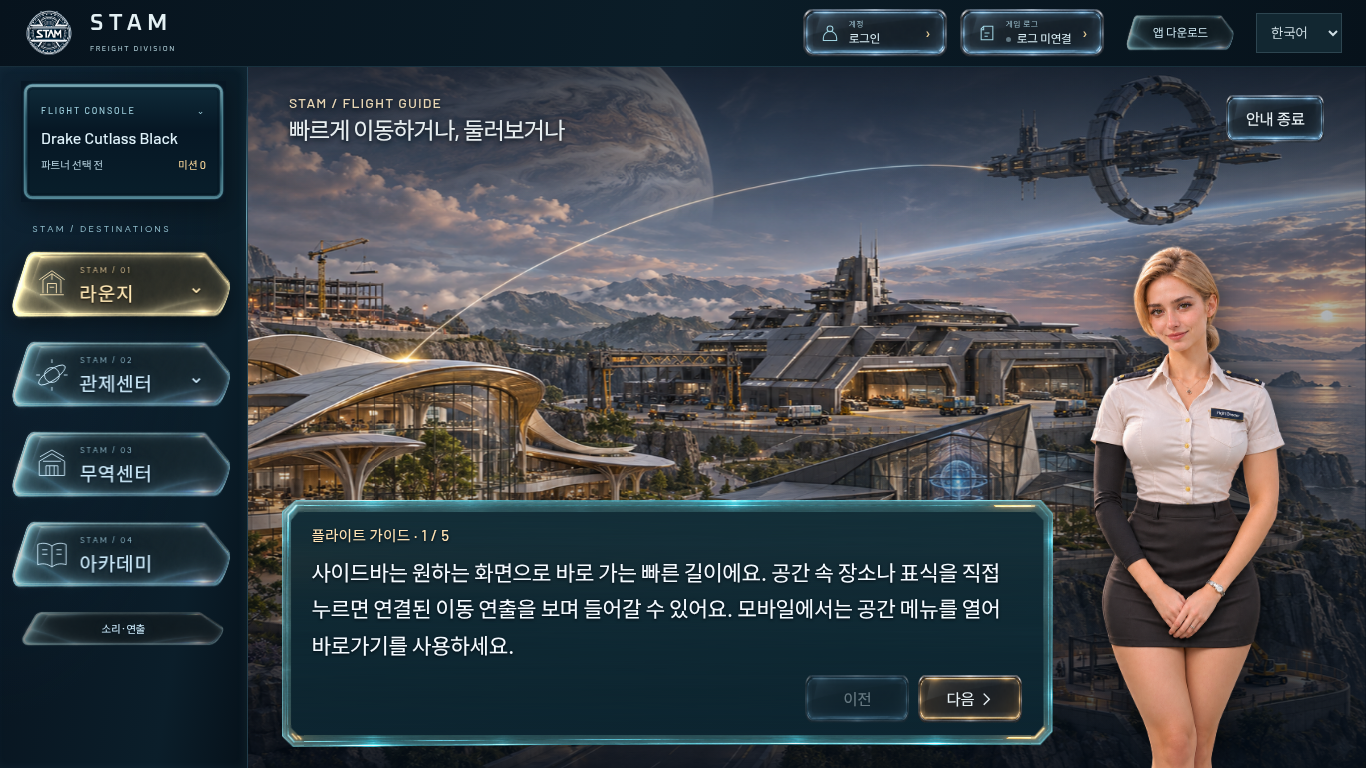 STAM
STAM
FREIGHT DIVISION
계정
로그인
게임 로그
로그 미연결
앱 다운로드
한국어
FLIGHT CONSOLE
Drake Cutlass Black
파트너 선택 전
미션 0
STAM / DESTINATIONS
STAM / 01
라운지
STAM / 02
관제센터
STAM / 03
무역센터
STAM / 04
아카데미
소리·연출
STAM / FLIGHT GUIDE
빠르게 이동하거나, 둘러보거나
안내 종료
플라이트 가이드 · 1 / 5
사이드바는 원하는 화면으로 바로 가는 빠른 길이에요. 공간 속 장소나 표식을 직접
누르면 연결된 이동 연출을 보며 들어갈 수 있어요. 모바일에서는 공간 메뉴를 열어
바로가기를 사용하세요.
이전
다음